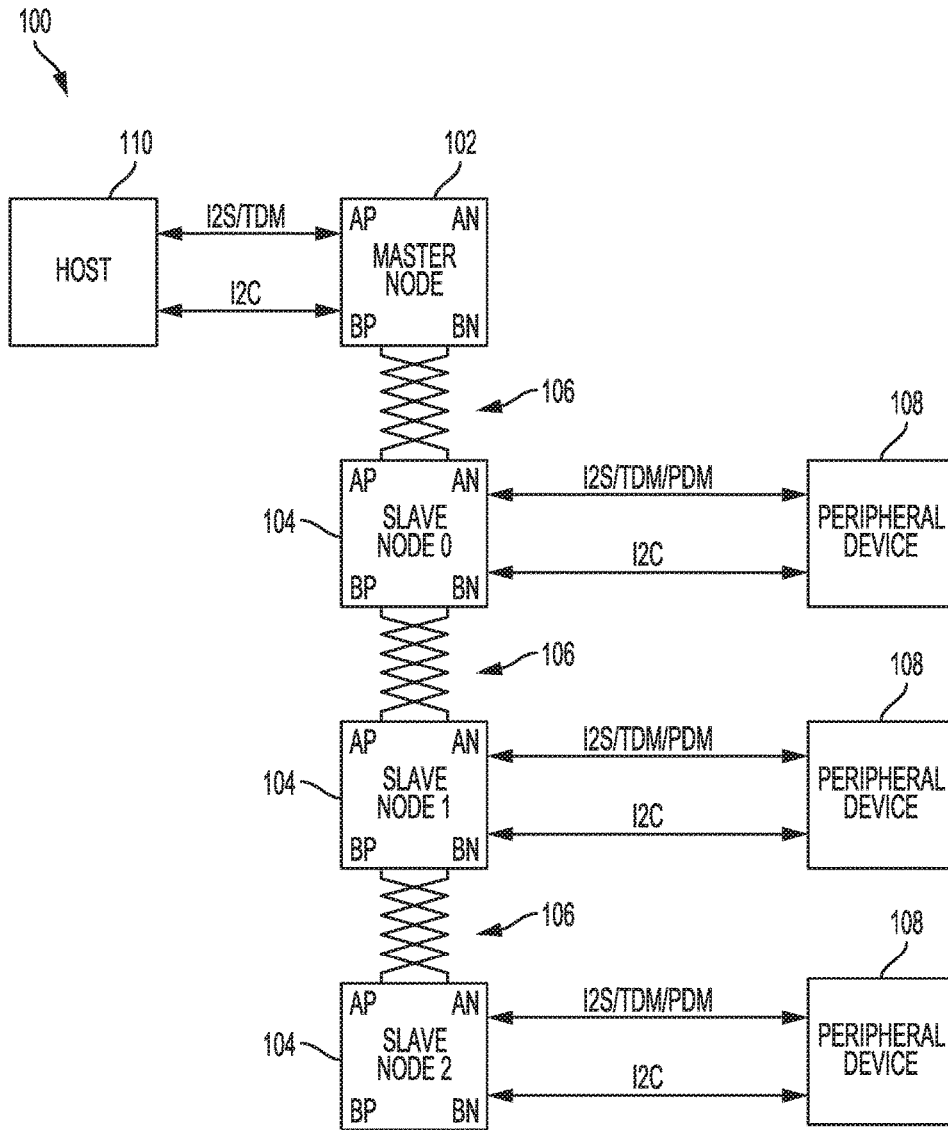 100
110
102
HOST
I2S/TDM
I2C
AP AN
MASTER
NODE
BP BN
106
108
104
AP AN
SLAVE
NODE 0
BP BN
I2S/TDM/PDM
I2C
PERIPHERAL
DEVICE
106
108
104
AP AN
SLAVE
NODE 1
BP BN
I2S/TDM/PDM
I2C
PERIPHERAL
DEVICE
106
108
104
AP AN
SLAVE
NODE 2
BP BN
I2S/TDM/PDM
I2C
PERIPHERAL
DEVICE